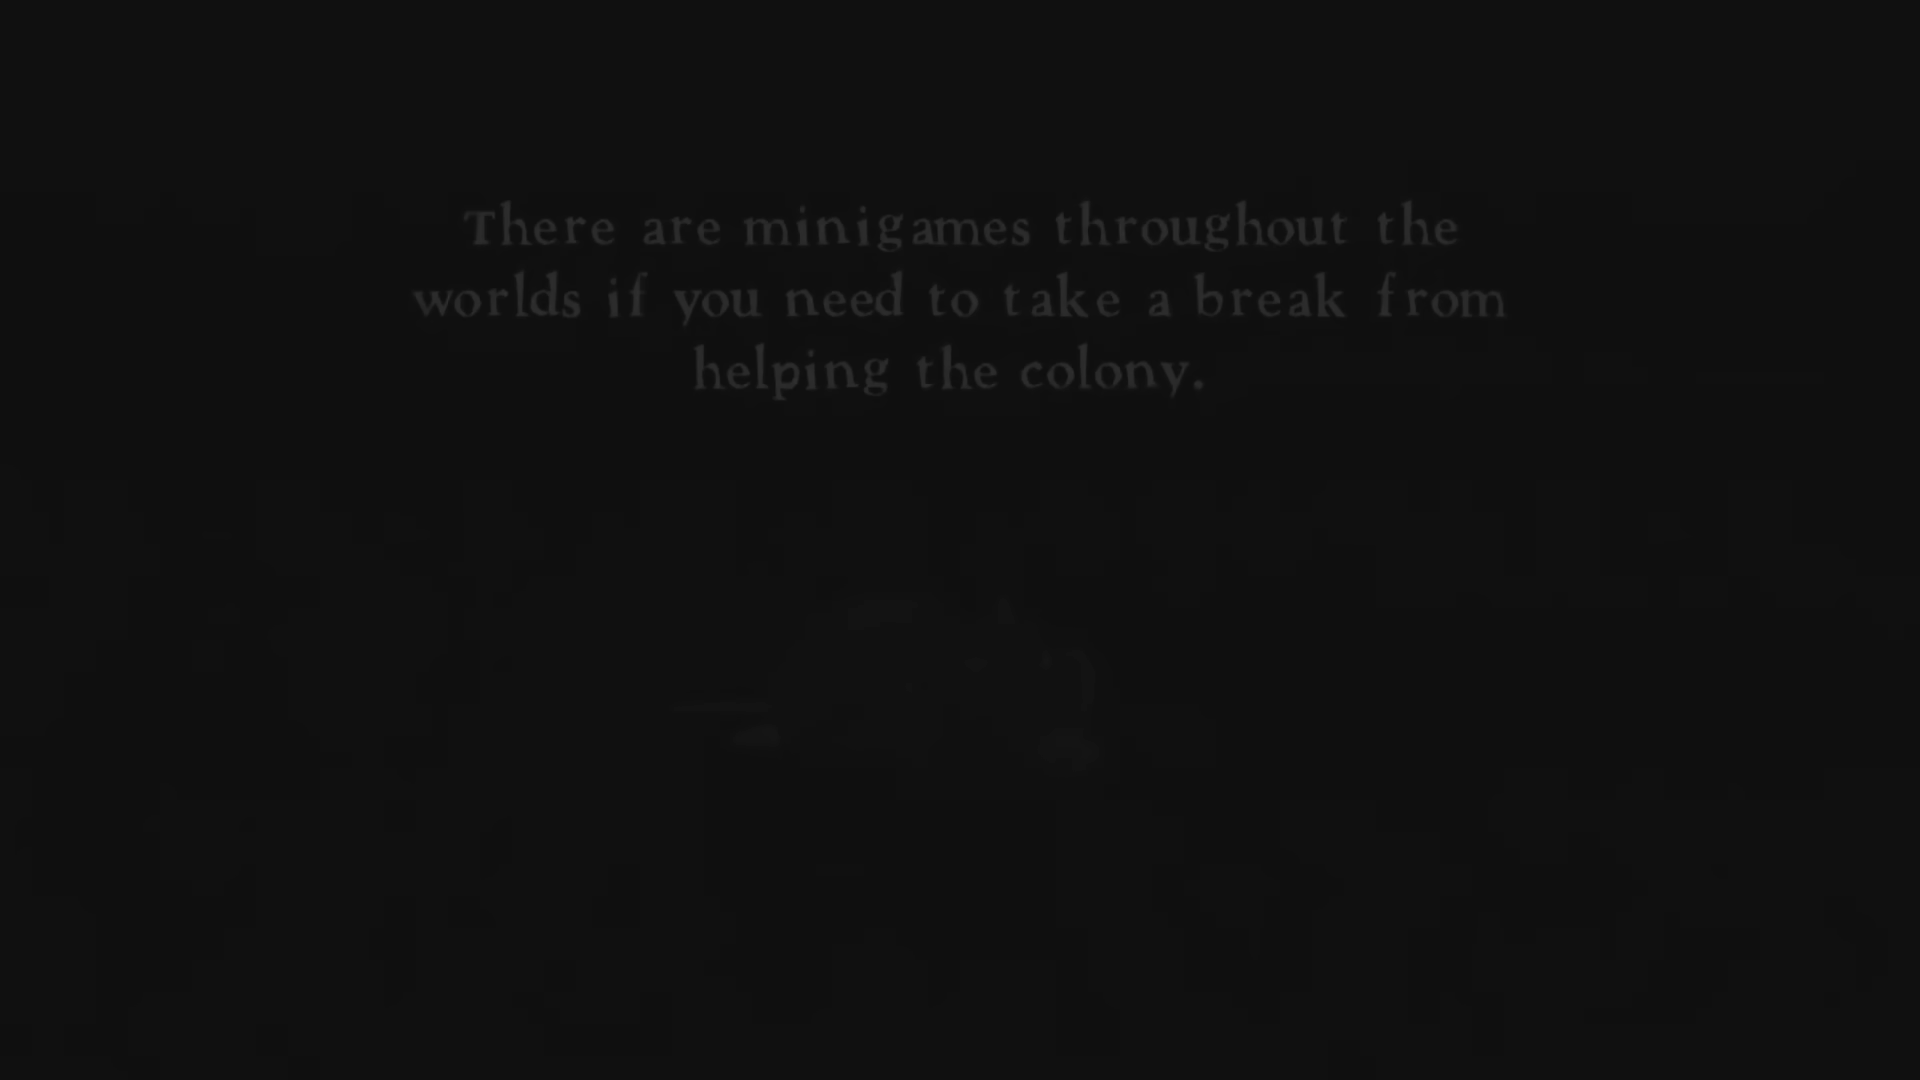 There are minigames throughout the
worlds if you need to take a break from
helping the colony.